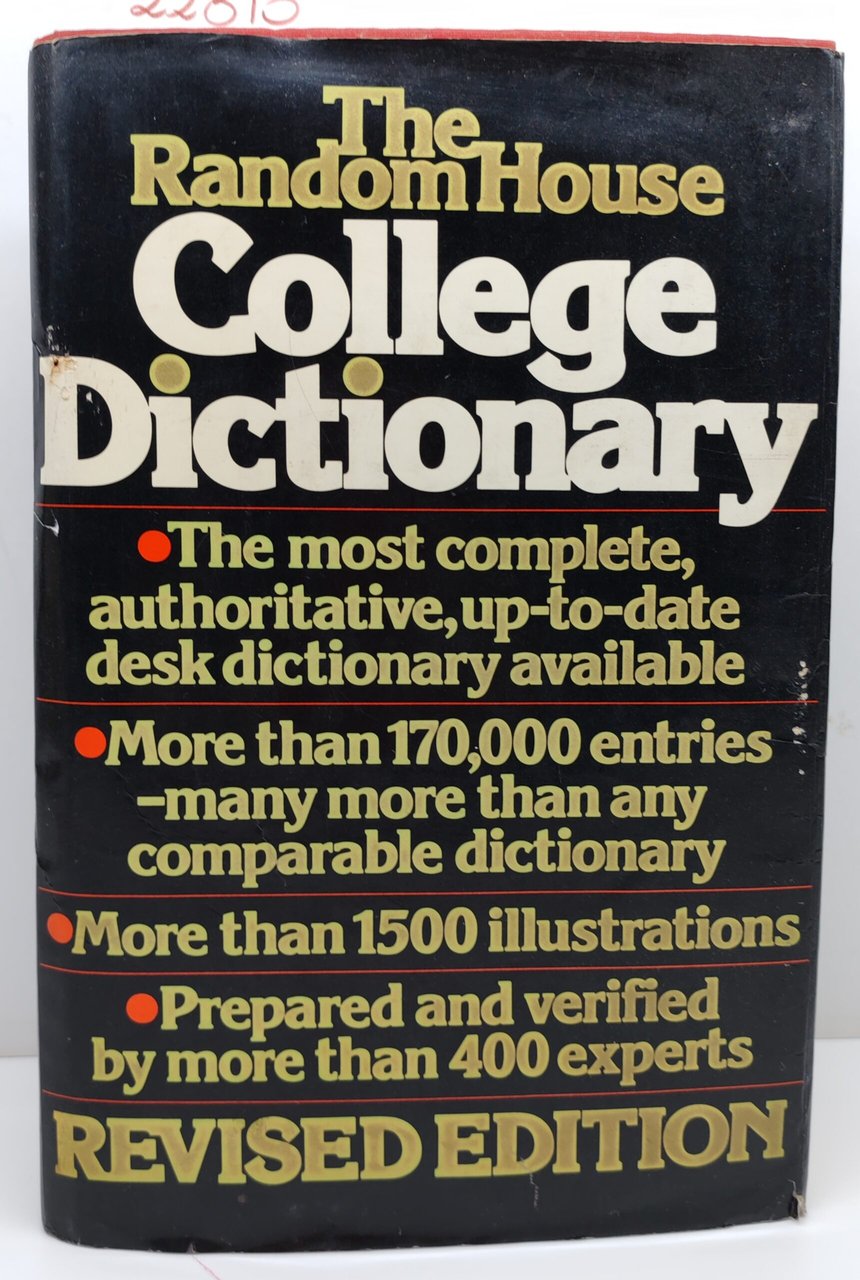 The
Random House
College
Dictionary
•The most complete,
authoritative, up-to-date
desk dictionary available
•More than 170,000 entries
–many more than any
comparable dictionary
•More than 1500 illustrations
•Prepared and verified
by more than 400 experts
REVISED EDITION